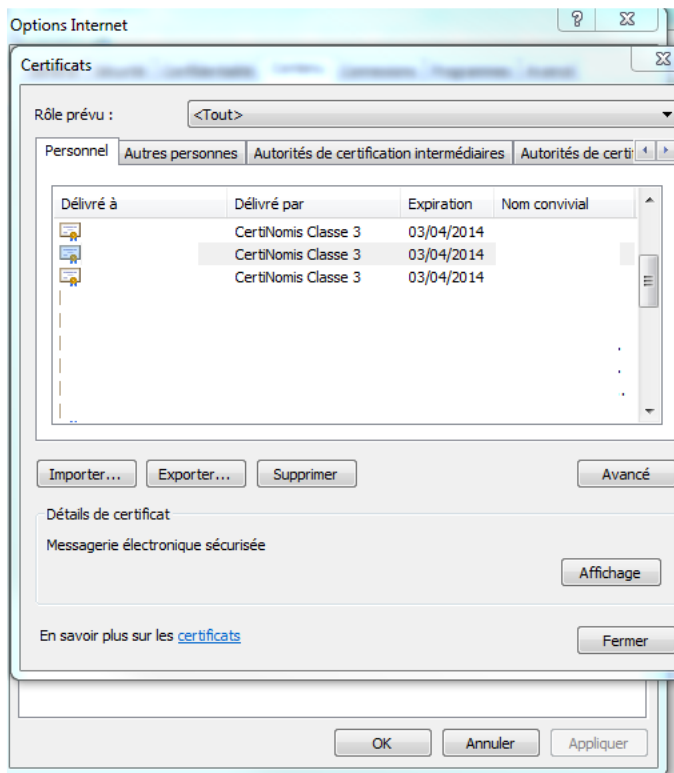 Options Internet
Certificats
Rôle prévu : <Tout>
Personnel Autres personnes Autorités de certification intermédiaires Autorités de certi
Délivré à Délivré par Expiration Nom convivial
CertiNomis Classe 3 03/04/2014
CertiNomis Classe 3 03/04/2014
CertiNomis Classe 3 03/04/2014
Importer... Exporter... Supprimer Avancé
Détails de certificat
Messagerie électronique sécurisée
Affichage
En savoir plus sur les certificats
Fermer
OK Annuler Appliquer